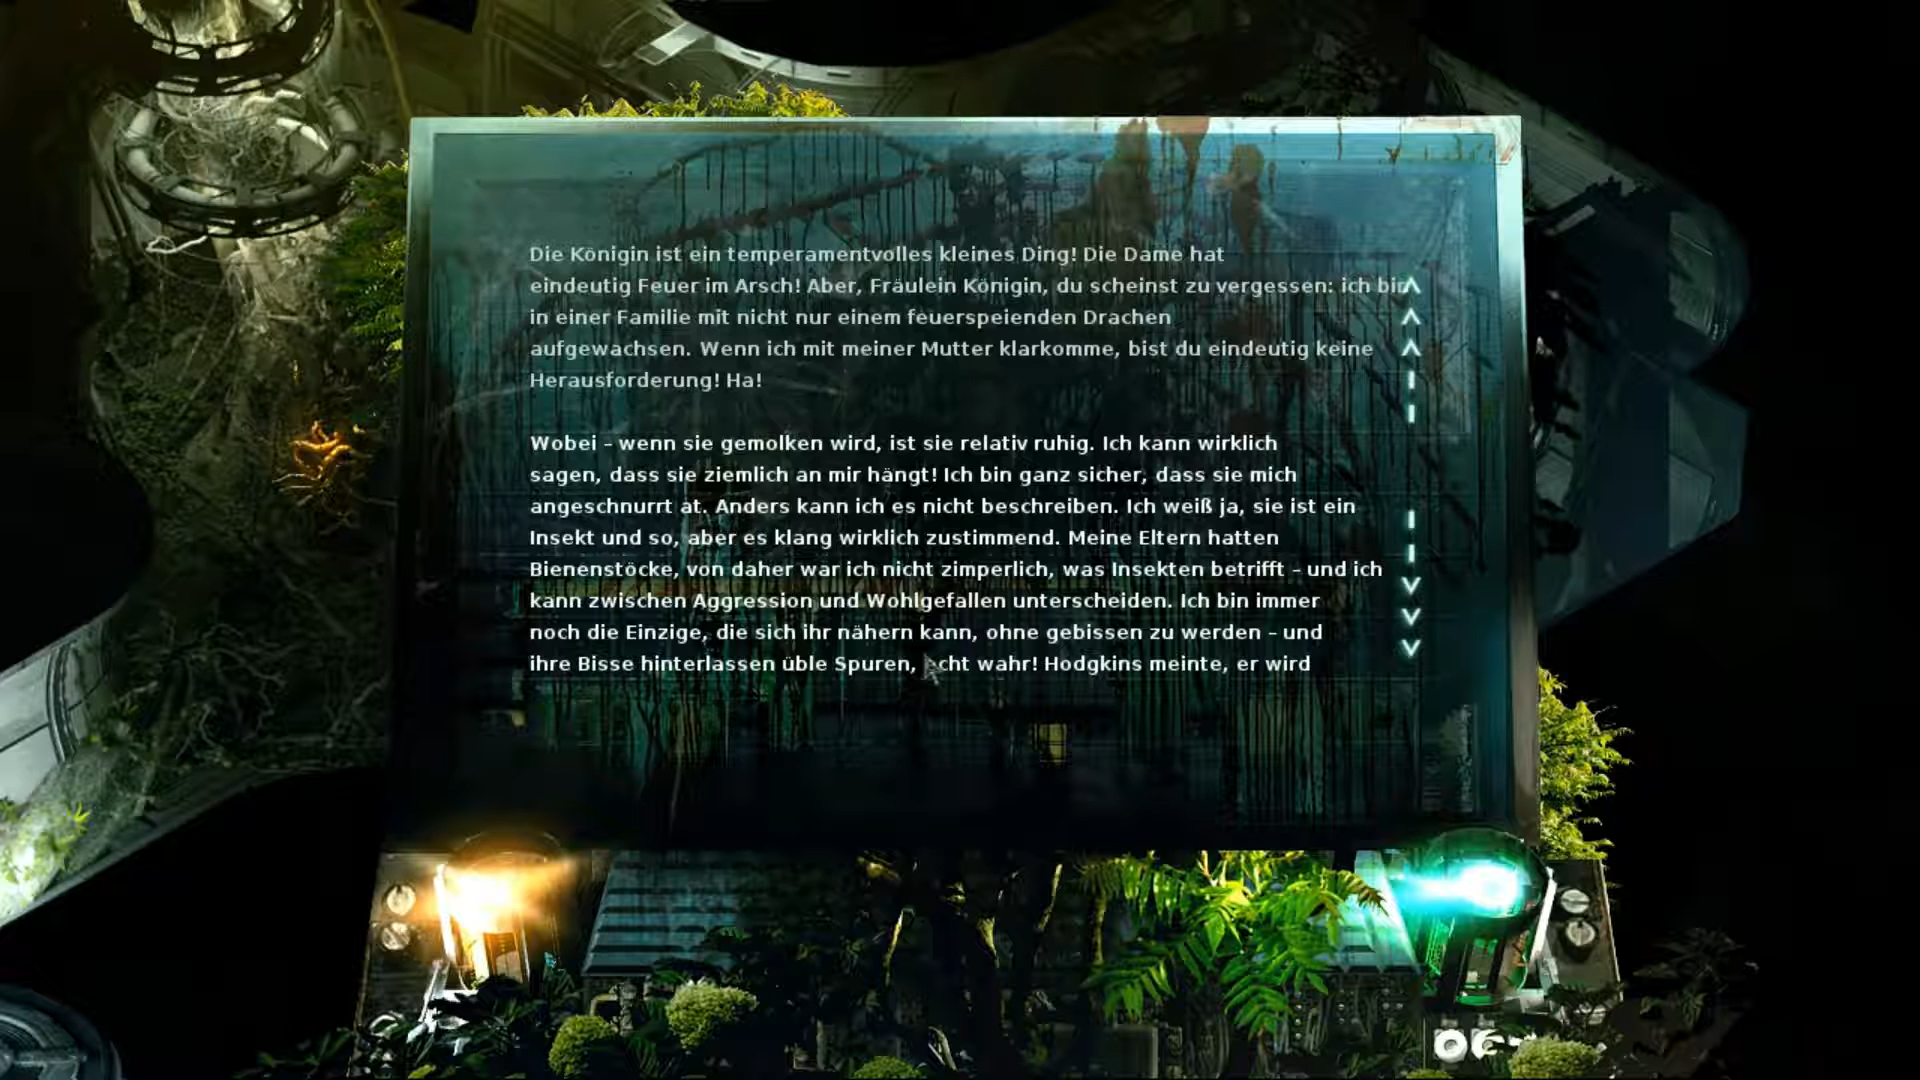 Die Königin ist ein temperamentvolles kleines Ding! Die Dame hat
eindeutig Feuer im Arsch! Aber, Fräulein Königin, du scheinst zu vergessen: ich bin
in einer Familie mit nicht nur einem feuerspeienden Drachen
aufgewachsen. Wenn ich mit meiner Mutter klarkomme, bist du eindeutig keine
Herausforderung! Ha!
Wobei – wenn sie gemolken wird, ist sie relativ ruhig. Ich kann wirklich
sagen, dass sie ziemlich an mir hängt! Ich bin ganz sicher, dass sie mich
angeschnurrt at. Anders kann ich es nicht beschreiben. Ich weiß ja, sie ist ein
Insekt und so, aber es klang wirklich zustimmend. Meine Eltern hatten
Bienenstöcke, von daher war ich nicht zimperlich, was Insekten betrifft – und ich
kann zwischen Aggression und Wohlgefallen unterscheiden. Ich bin immer
noch die Einzige, die sich ihr nähern kann, ohne gebissen zu werden – und
ihre Bisse hinterlassen üble Spuren, echt wahr! Hodgkins meinte, er wird